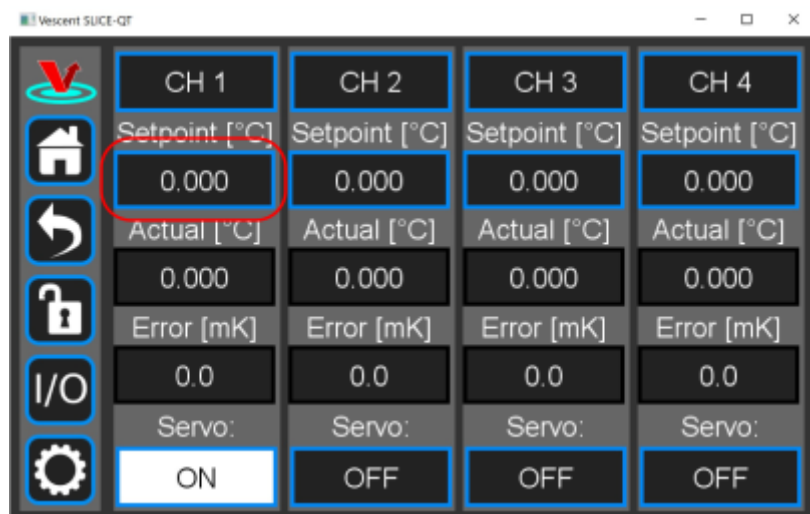 Vescent SLICE-QT
CH 1 CH 2 CH 3 CH 4
Setpoint [°C] Setpoint [°C] Setpoint [°C] Setpoint [°C]
0.000 0.000 0.000 0.000
Actual [°C] Actual [°C] Actual [°C] Actual [°C]
0.000 0.000 0.000 0.000
Error [mK] Error [mK] Error [mK] Error [mK]
I/O 0.0 0.0 0.0 0.0
Servo: Servo: Servo: Servo:
ON OFF OFF OFF